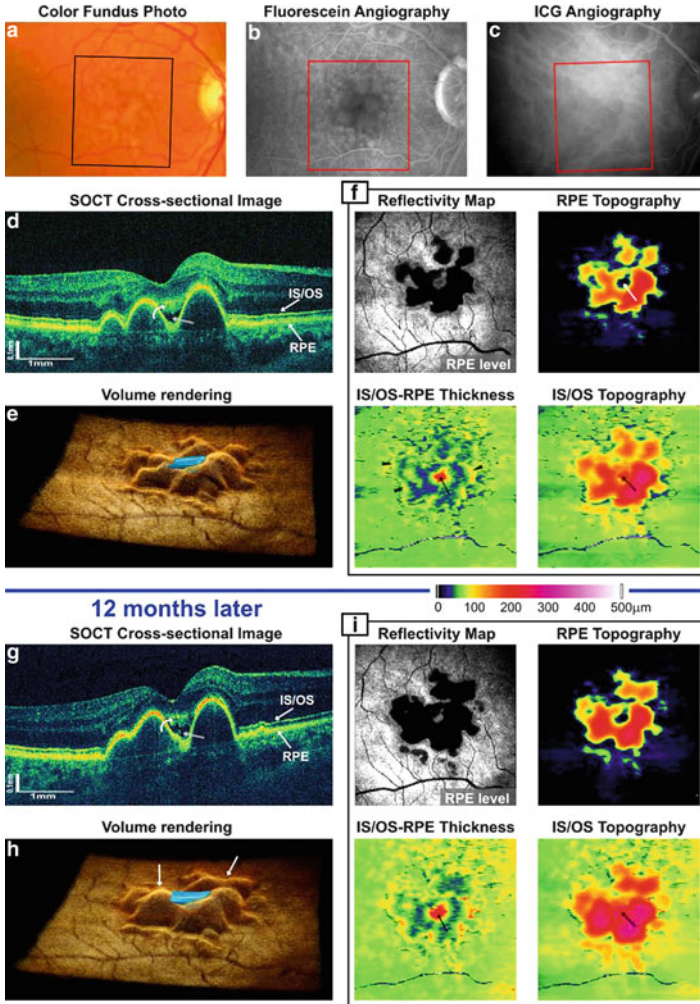 Color Fundus Photo
Fluorescein Angiography
ICG Angiography
a
b
c
SOCT Cross-sectional Image
d
IS/OS
RPE
0.1mm
1mm
Volume rendering
e
f
Reflectivity Map
RPE Topography
RPE level
IS/OS-RPE Thickness
IS/OS Topography
12 months later
0 100 200 300 400 500μm
SOCT Cross-sectional Image
g
IS/OS
RPE
0.1mm
1mm
Volume rendering
h
i
Reflectivity Map
RPE Topography
RPE level
IS/OS-RPE Thickness
IS/OS Topography